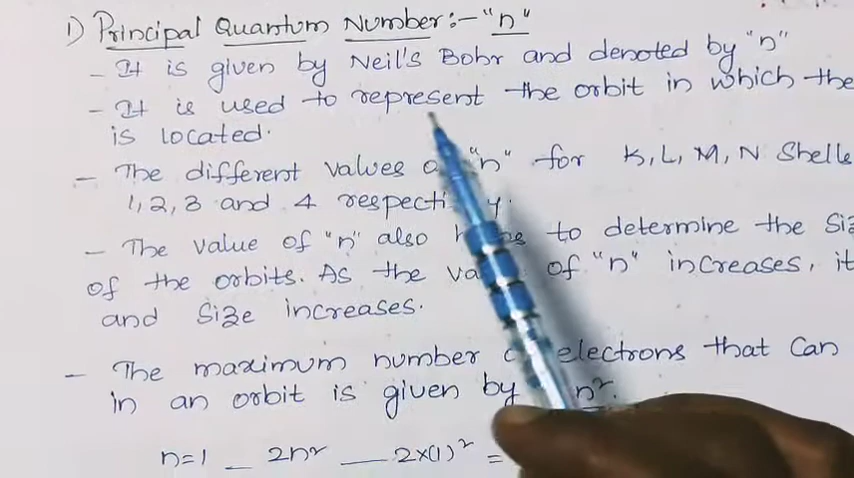 1) Principal Quantum Number:- "n"
- It is given by Neil's Bohr and denoted by "n"
- It is used to represent the orbit in which the
is located.
- The different values "n" for K, L, M, N Shells
1, 2, 3 and 4
- The value of "n" also to determine the
of the orbits. As the of "n" increases, it
and Size increases.
- The maximum number electrons that can
in an orbit is given by n².
n=1 - 2n² - 2×(1)² =